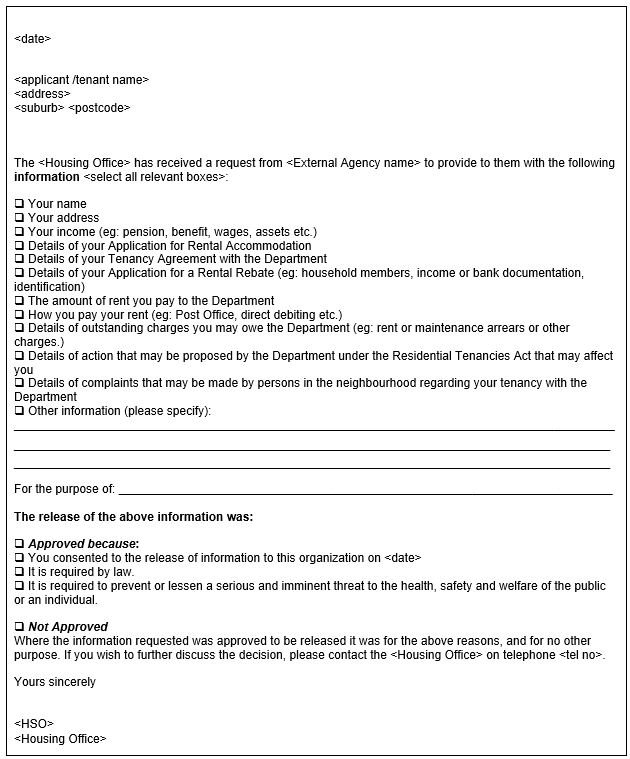 <date>
<applicant /tenant name>
<address>
<suburb> <postcode>
The <Housing Office> has received a request from <External Agency name> to provide to them with the following
information <select all relevant boxes>:
❑ Your name
❑ Your address
❑ Your income (eg: pension, benefit, wages, assets etc.)
❑ Details of your Application for Rental Accommodation
❑ Details of your Tenancy Agreement with the Department
❑ Details of your Application for a Rental Rebate (eg: household members, income or bank documentation,
identification)
❑ The amount of rent you pay to the Department
❑ How you pay your rent (eg: Post Office, direct debiting etc.)
❑ Details of outstanding charges you may owe the Department (eg: rent or maintenance arrears or other
charges.)
❑ Details of action that may be proposed by the Department under the Residential Tenancies Act that may affect
you
❑ Details of complaints that may be made by persons in the neighbourhood regarding your tenancy with the
Department
❑ Other information (please specify):
For the purpose of:
The release of the above information was:
❑ Approved because:
❑ You consented to the release of information to this organization on <date>
❑ It is required by law.
❑ It is required to prevent or lessen a serious and imminent threat to the health, safety and welfare of the public
or an individual.
❑ Not Approved
Where the information requested was approved to be released it was for the above reasons, and for no other
purpose. If you wish to further discuss the decision, please contact the <Housing Office> on telephone <tel no>.
Yours sincerely
<HSO>
<Housing Office>